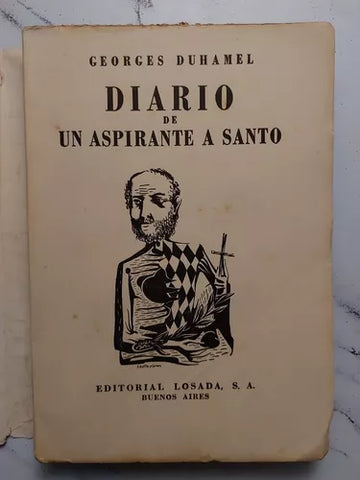 GEORGES DUHAMEL
DIARIO
DE
UN ASPIRANTE A SANTO
EDITORIAL LOSADA, S. A.
BUENOS AIRES